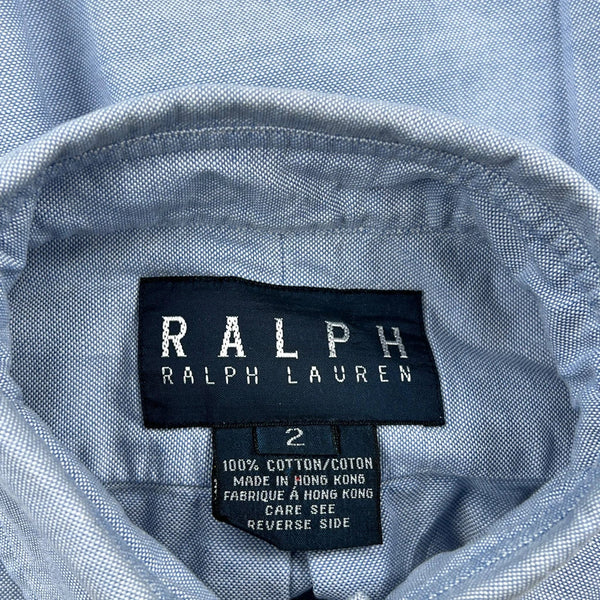 RALPH
RALPH LAUREN
2
100% COTTON/COTON
MADE IN HONG KONG
FABRIQUE À HONG KONG
CARE SEE
REVERSE SIDE